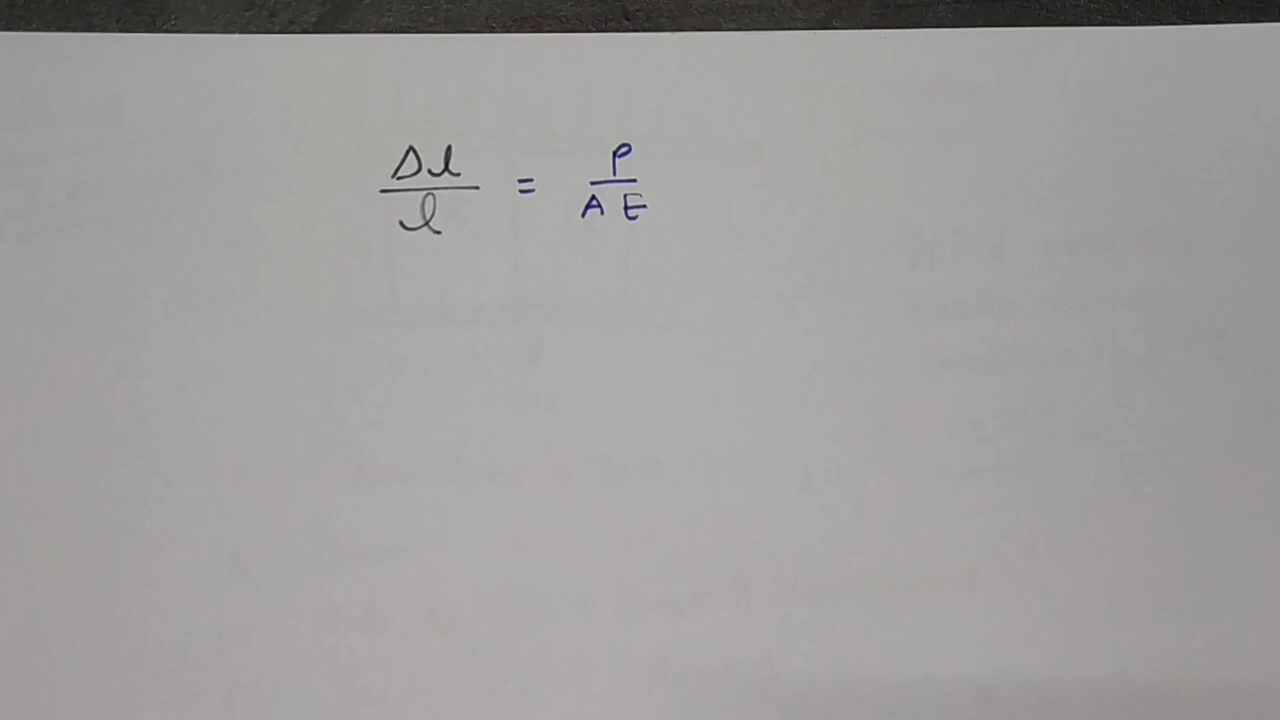 Δl/l = P/AE